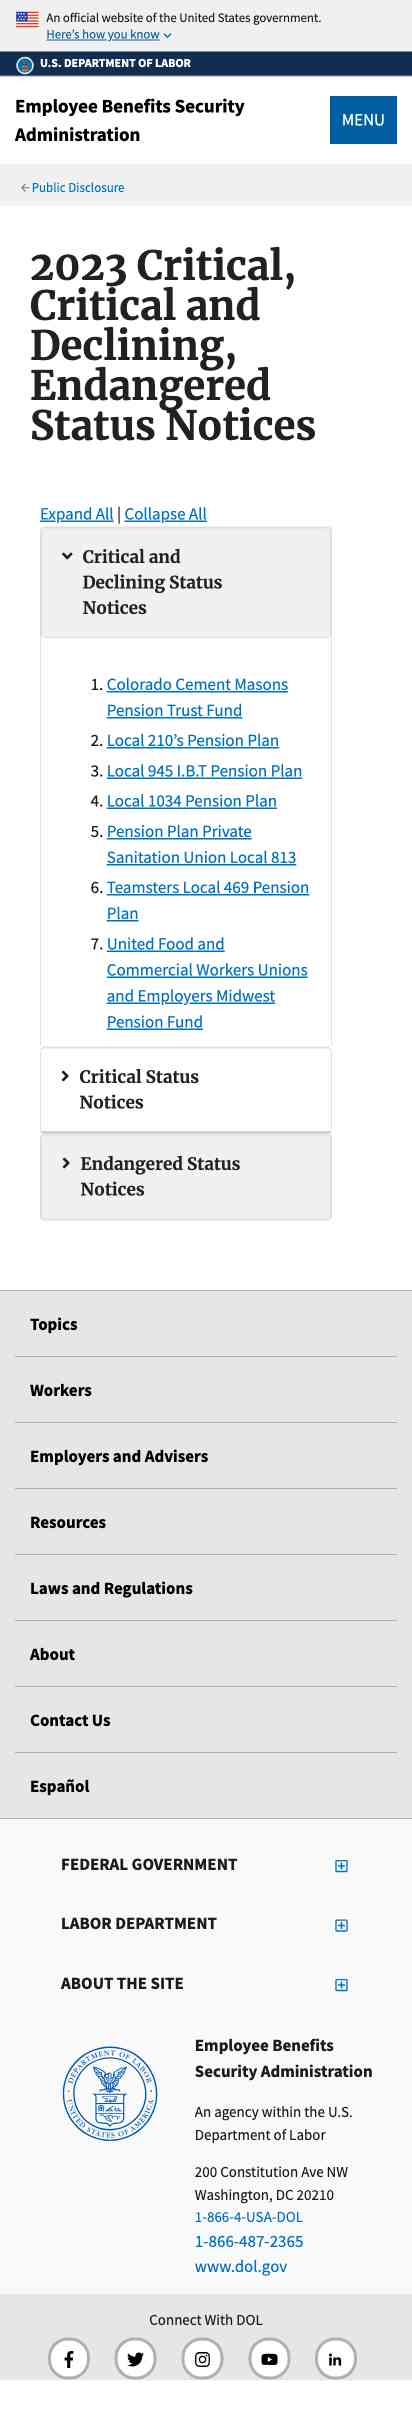 An official website of the United States government.
Here's how you know
U.S. DEPARTMENT OF LABOR
Employee Benefits Security
Administration
MENU
Public Disclosure
2023 Critical,
Critical and
Declining,
Endangered
Status Notices
Expand All | Collapse All
Critical and
Declining Status
Notices
1. Colorado Cement Masons
Pension Trust Fund
2. Local 210's Pension Plan
3. Local 945 I.B.T Pension Plan
4. Local 1034 Pension Plan
5. Pension Plan Private
Sanitation Union Local 813
6. Teamsters Local 469 Pension
Plan
7. United Food and
Commercial Workers Unions
and Employers Midwest
Pension Fund
Critical Status
Notices
Endangered Status
Notices
Topics
Workers
Employers and Advisers
Resources
Laws and Regulations
About
Contact Us
Español
FEDERAL GOVERNMENT
LABOR DEPARTMENT
ABOUT THE SITE
DEPARTMENT OF LABOR
UNITED STATES OF AMERICA
Employee Benefits
Security Administration
An agency within the U.S.
Department of Labor
200 Constitution Ave NW
Washington, DC 20210
1-866-4-USA-DOL
1-866-487-2365
www.dol.gov
Connect With DOL